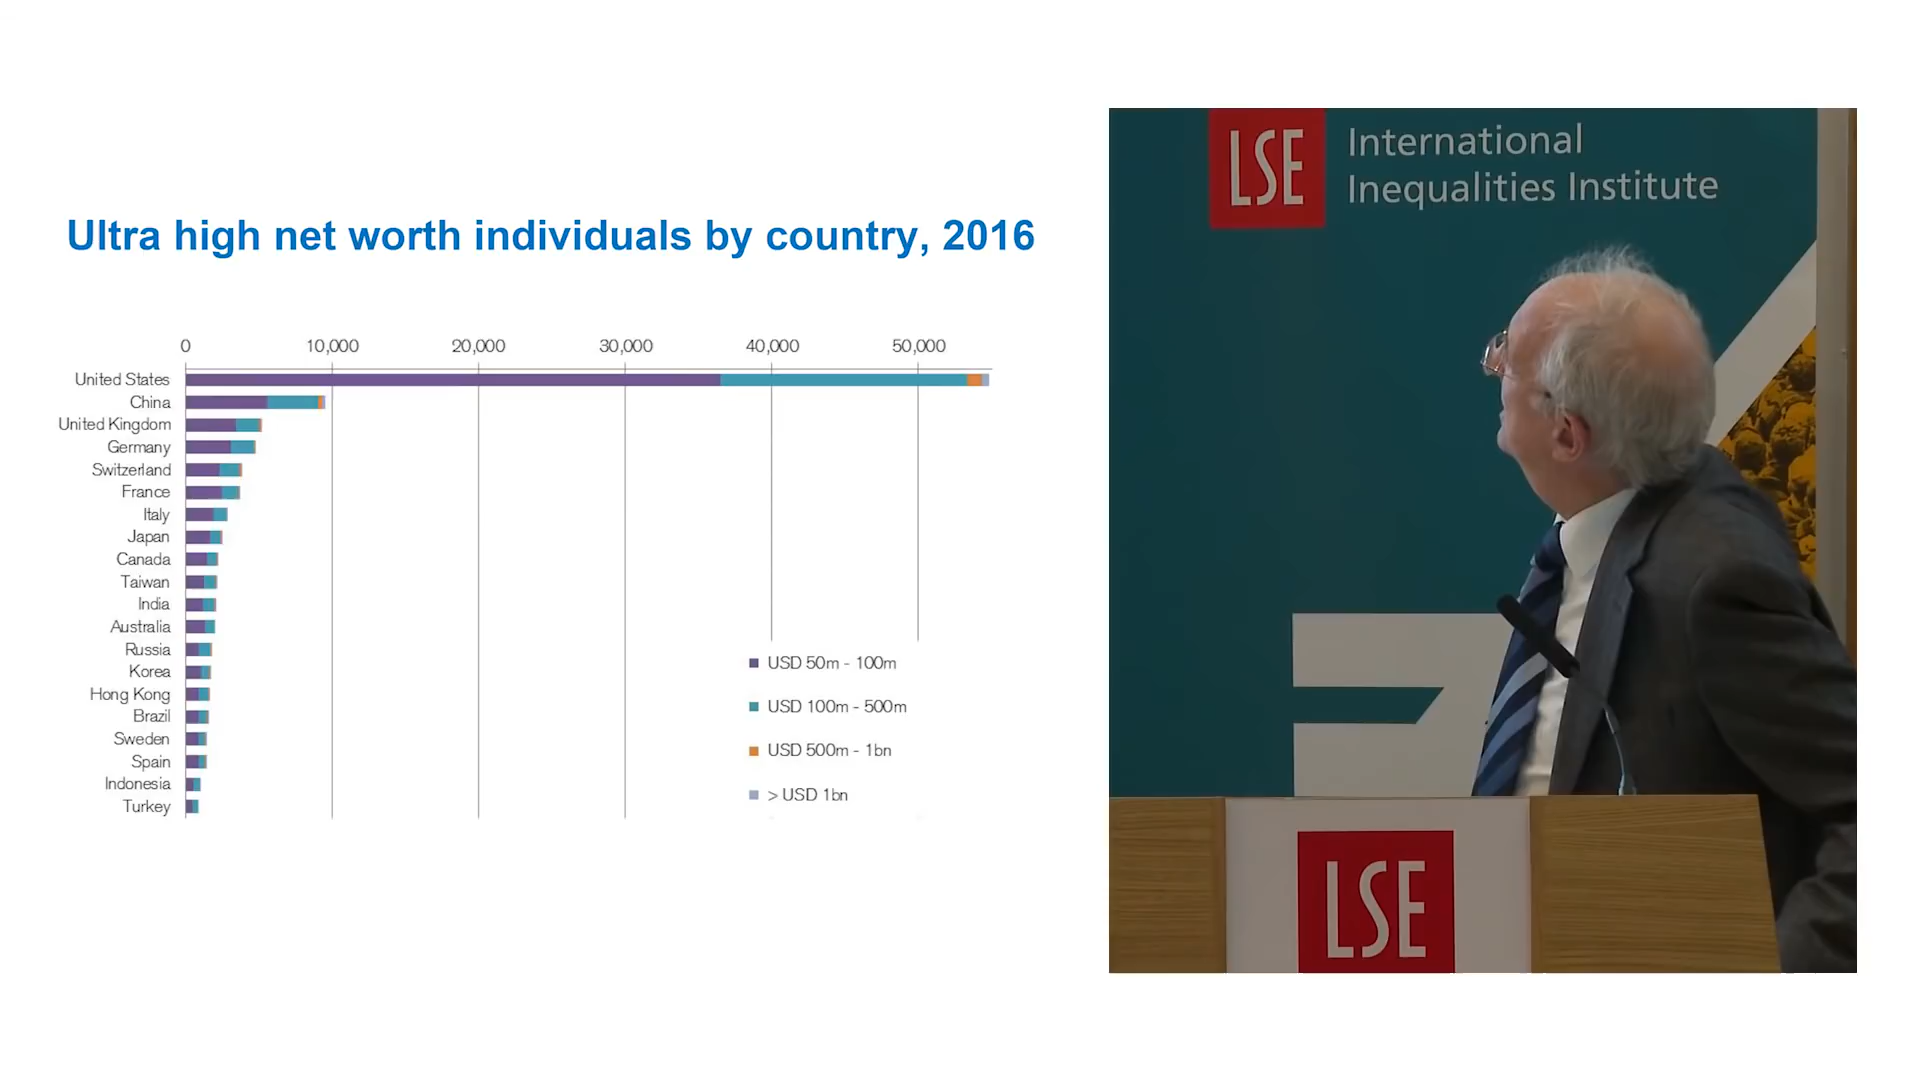 Ultra high net worth individuals by country, 2016
0 10,000 20,000 30,000 40,000 50,000
United States
China
United Kingdom
Germany
Switzerland
France
Italy
Japan
Canada
Taiwan
India
Australia
Russia
Korea
Hong Kong
Brazil
Sweden
Spain
Indonesia
Turkey
USD 50m - 100m
USD 100m - 500m
USD 500m - 1bn
> USD 1bn
LSE International
Inequalities Institute
LSE